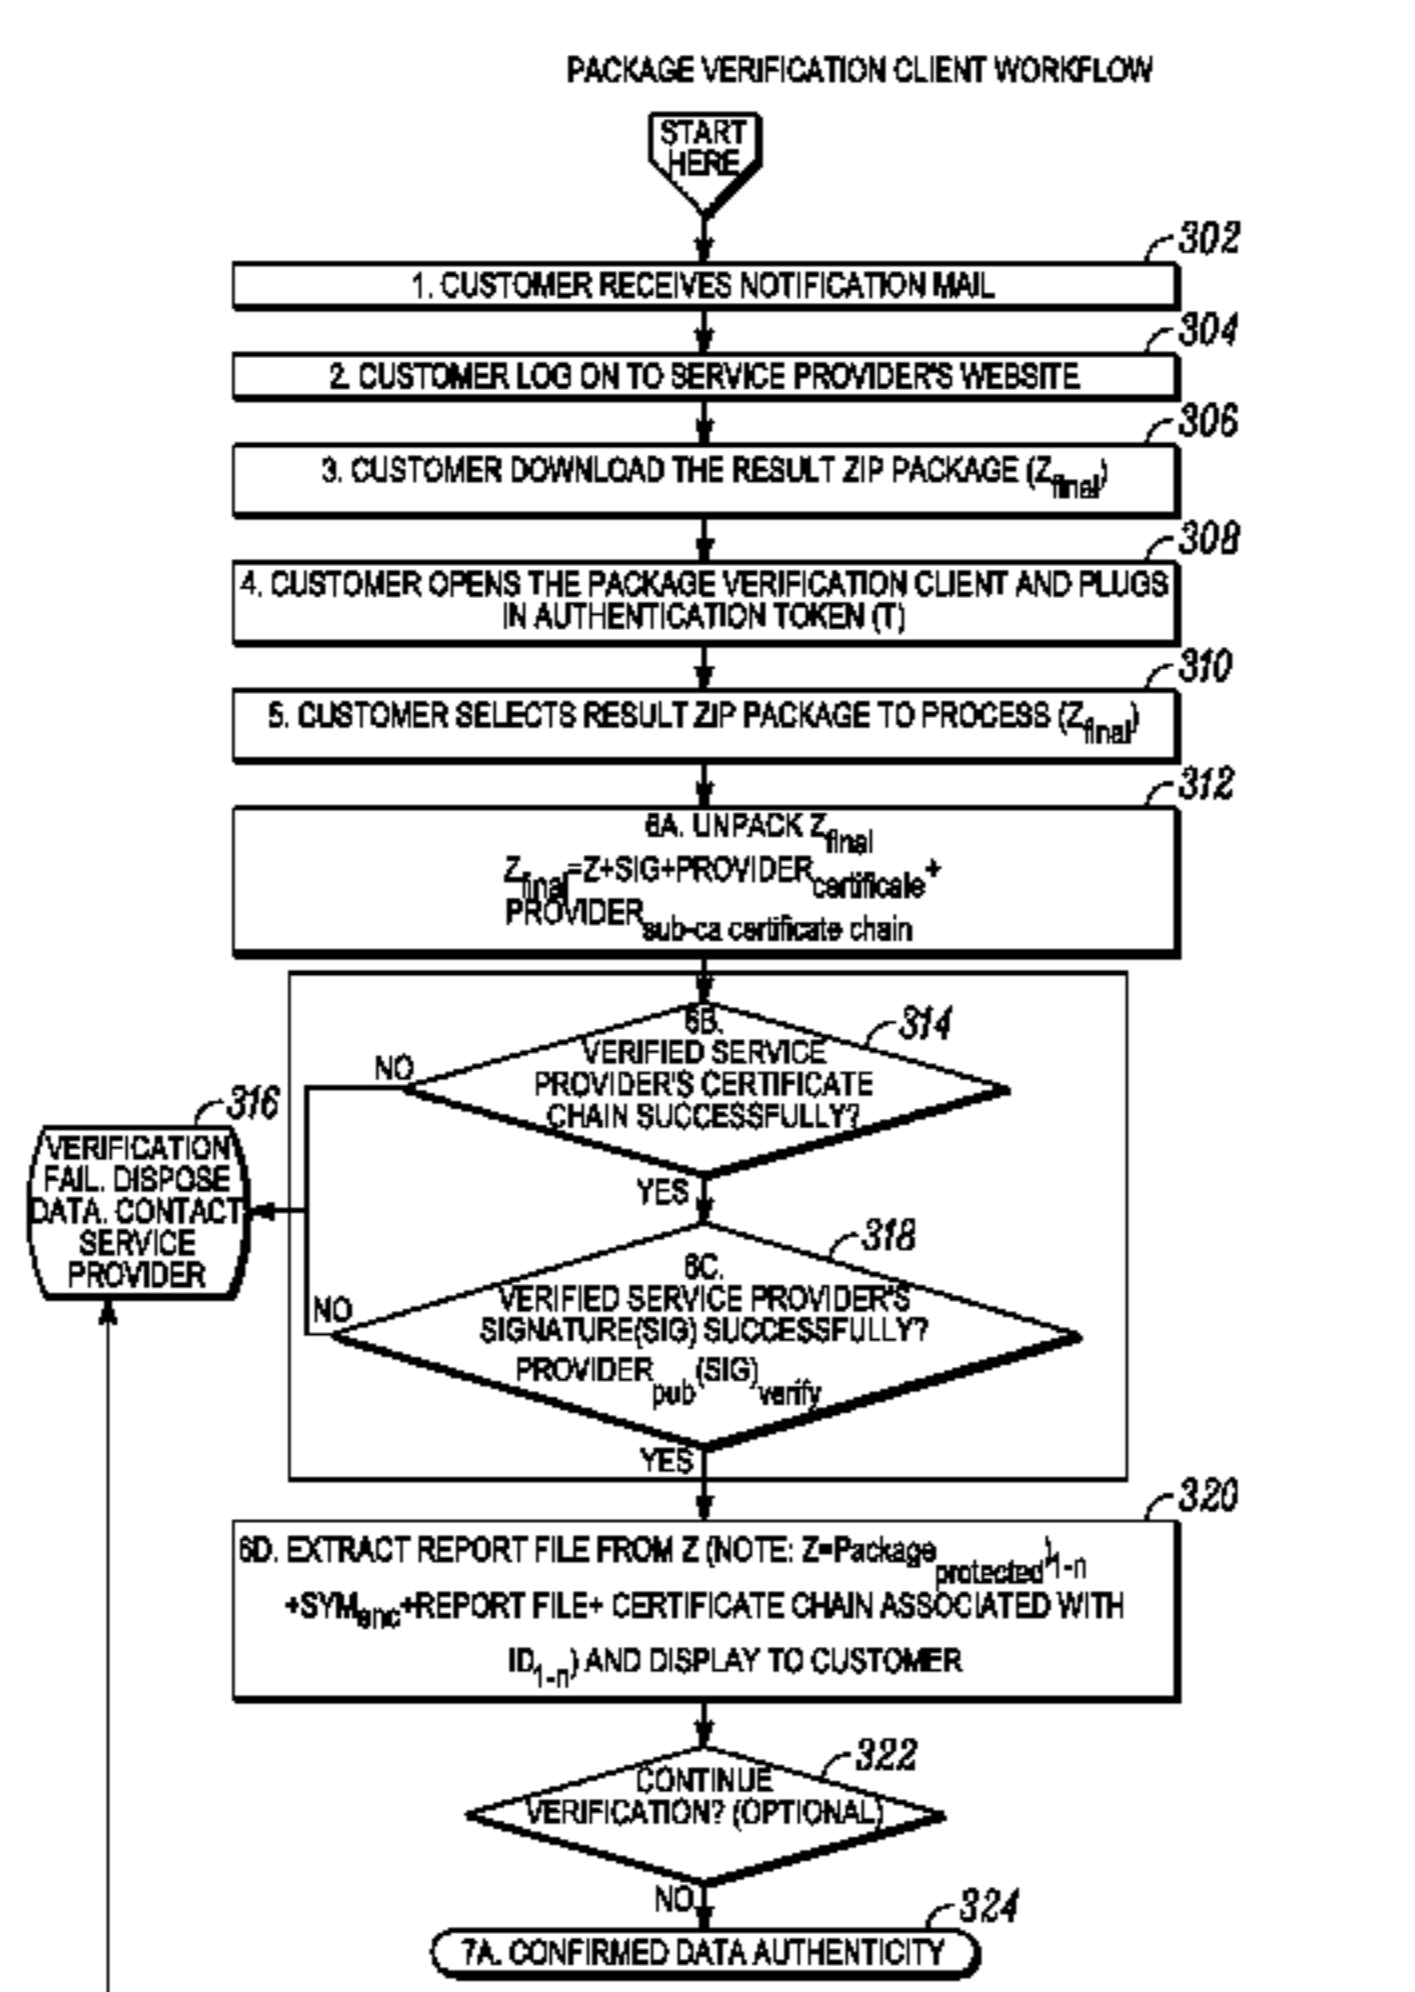 PACKAGE VERIFICATION CLIENT WORKFLOW
START
HERE
302
1. CUSTOMER RECEIVES NOTIFICATION MAIL
304
2. CUSTOMER LOG ON TO SERVICE PROVIDER'S WEBSITE
306
3. CUSTOMER DOWNLOAD THE RESULT ZIP PACKAGE (Zfinal)
308
4. CUSTOMER OPENS THE PACKAGE VERIFICATION CLIENT AND PLUGS
IN AUTHENTICATION TOKEN (T)
310
5. CUSTOMER SELECTS RESULT ZIP PACKAGE TO PROCESS (Zfinal)
312
6A. UNPACK Zfinal
Zfinal=Z+SIG+PROVIDERcertificate+
PROVIDERsub-ca certificate chain
314
6B.
VERIFIED SERVICE
PROVIDER'S CERTIFICATE
CHAIN SUCCESSFULLY?
NO
YES
316
VERIFICATION
FAIL. DISPOSE
DATA. CONTACT
SERVICE
PROVIDER
318
6C.
VERIFIED SERVICE PROVIDER'S
SIGNATURE(SIG) SUCCESSFULLY?
PROVIDERpub(SIG)verify
NO
YES
320
6D. EXTRACT REPORT FILE FROM Z (NOTE: Z=Packageprotected)1-n
+SYMenc+REPORT FILE+ CERTIFICATE CHAIN ASSOCIATED WITH
ID1-n) AND DISPLAY TO CUSTOMER
322
CONTINUE
VERIFICATION? (OPTIONAL)
NO
324
7A. CONFIRMED DATA AUTHENTICITY